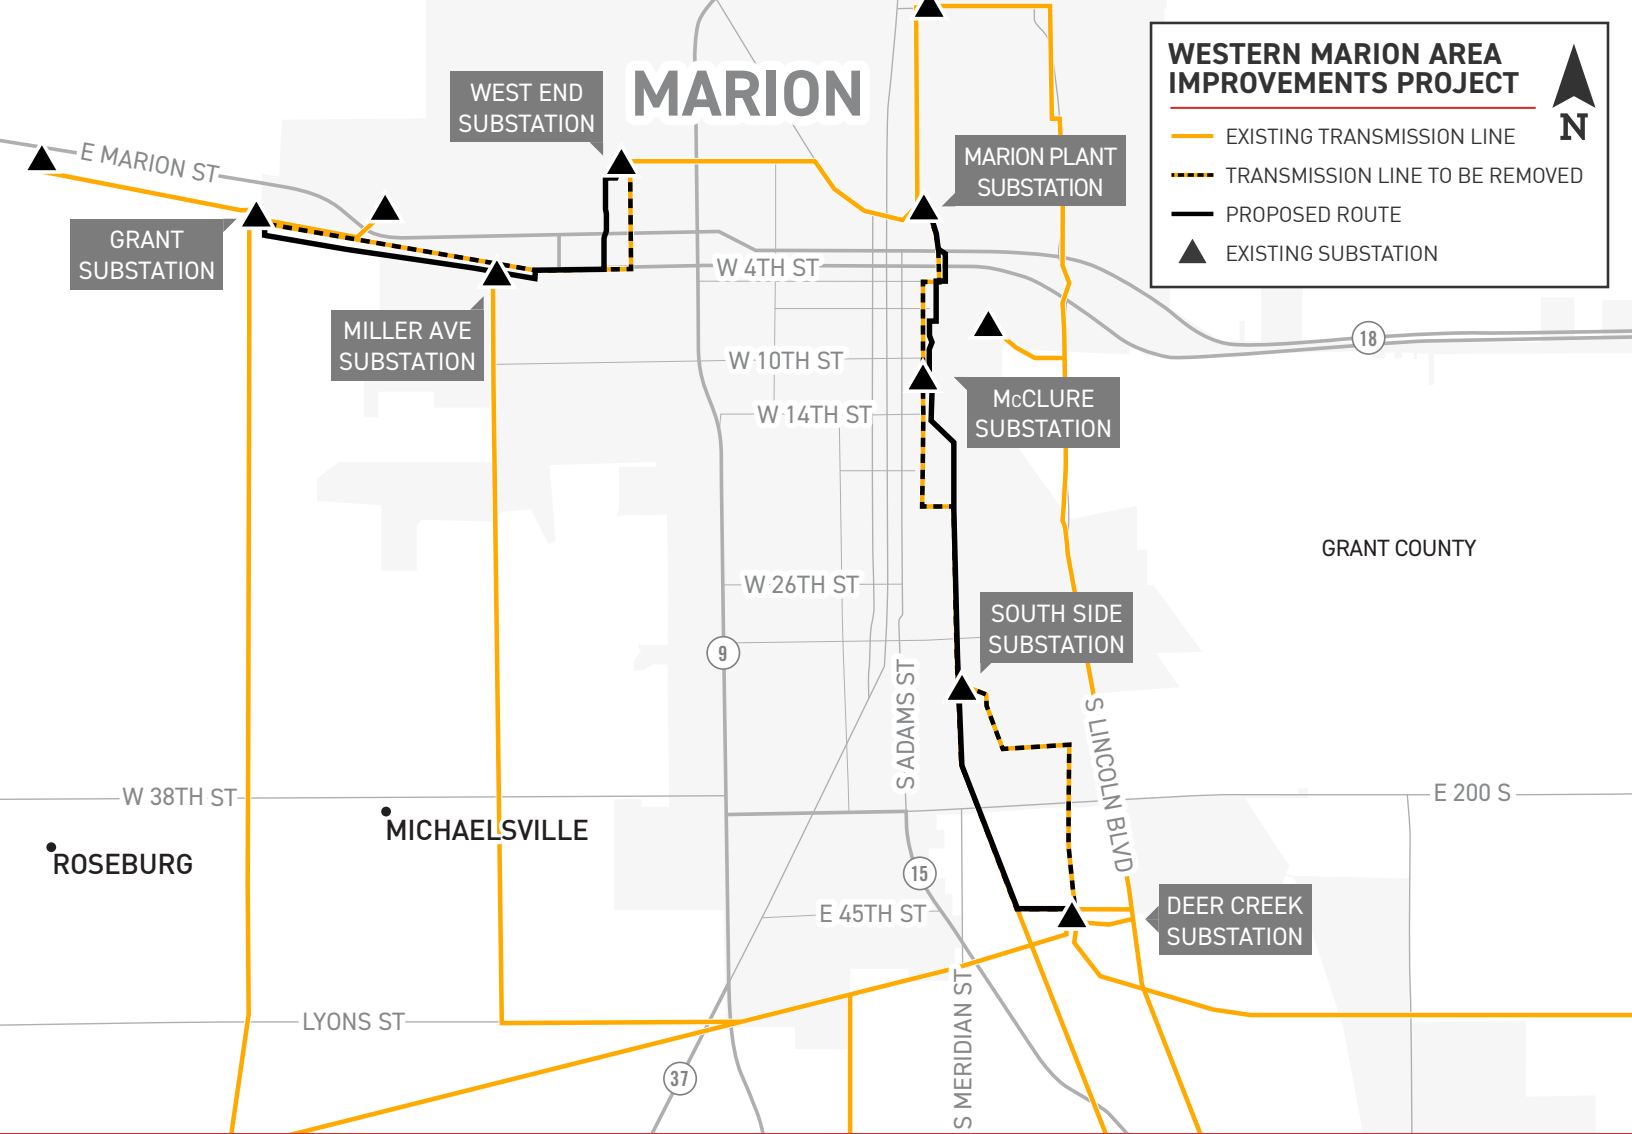 WESTERN MARION AREA
IMPROVEMENTS PROJECT
N
EXISTING TRANSMISSION LINE
TRANSMISSION LINE TO BE REMOVED
PROPOSED ROUTE
EXISTING SUBSTATION
MARION
WEST END
SUBSTATION
E MARION ST
MARION PLANT
SUBSTATION
GRANT
SUBSTATION
W 4TH ST
MILLER AVE
SUBSTATION
18
W 10TH ST
McCLURE
SUBSTATION
W 14TH ST
GRANT COUNTY
W 26TH ST
SOUTH SIDE
SUBSTATION
9
S ADAMS ST
S LINCOLN BLVD
W 38TH ST
E 200 S
MICHAELSVILLE
ROSEBURG
15
E 45TH ST
DEER CREEK
SUBSTATION
LYONS ST
S MERIDIAN ST
37